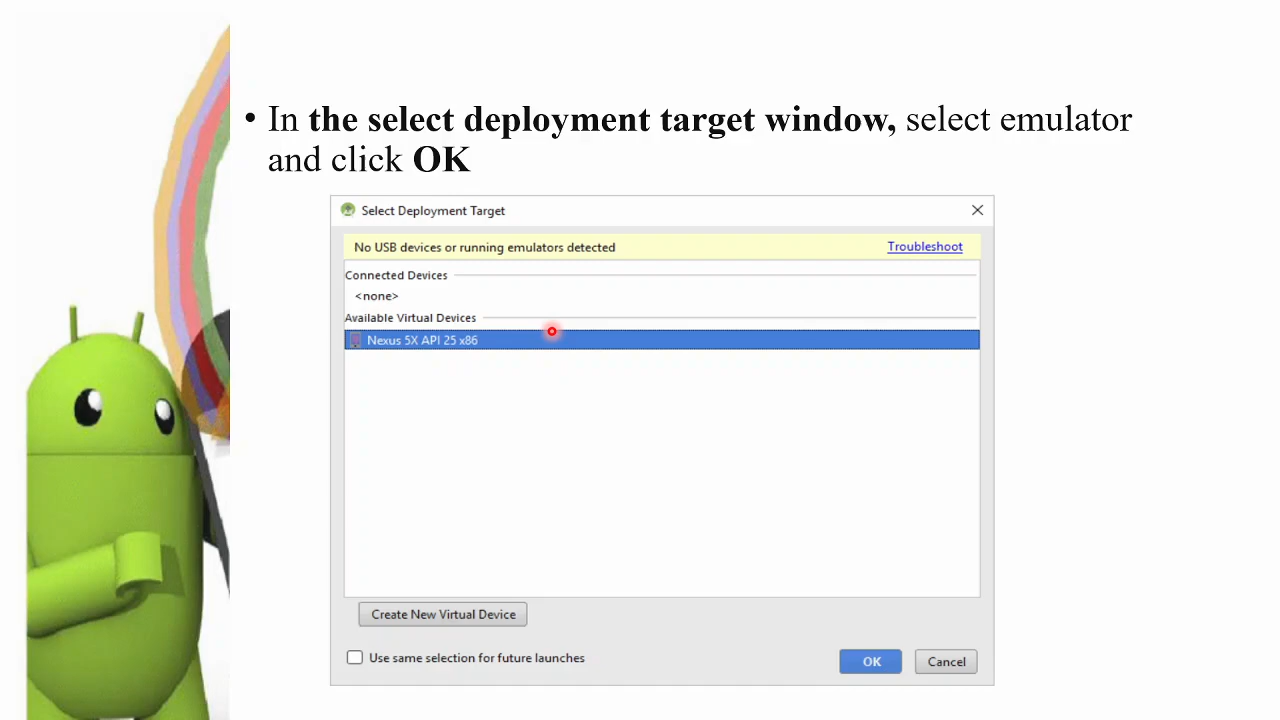 • In the select deployment target window, select emulator
and click OK
Select Deployment Target
No USB devices or running emulators detected Troubleshoot
Connected Devices
<none>
Available Virtual Devices
Nexus 5X API 25 x86
Create New Virtual Device
Use same selection for future launches
OK Cancel